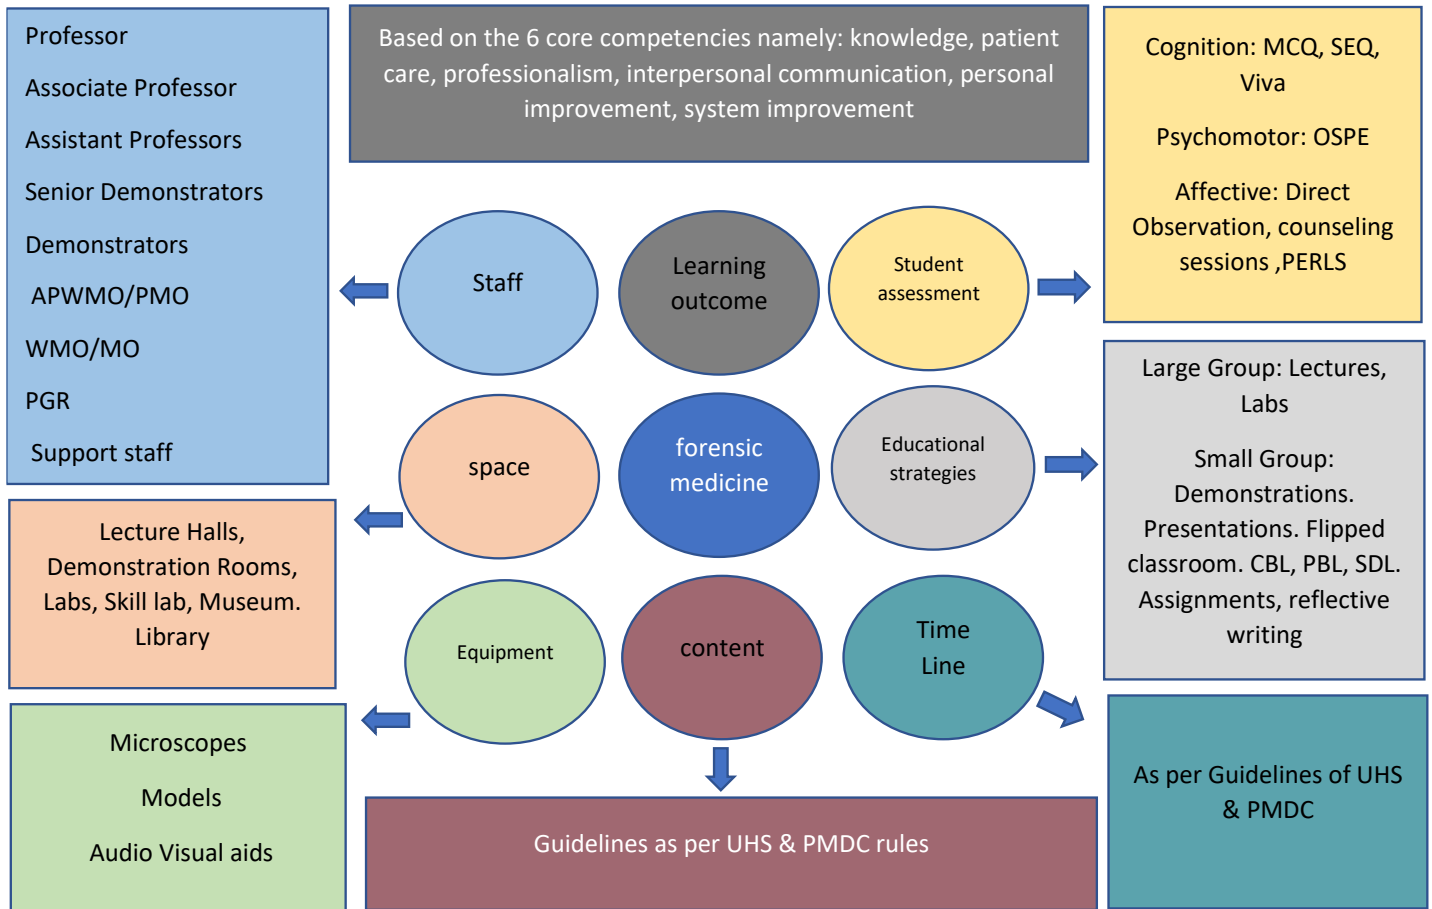 Professor
Associate Professor
Assistant Professors
Senior Demonstrators
Demonstrators
APWMO/PMO
WMO/MO
PGR
Support staff
Based on the 6 core competencies namely: knowledge, patient
care, professionalism, interpersonal communication, personal
improvement, system improvement
Cognition: MCQ, SEQ,
Viva
Psychomotor: OSPE
Affective: Direct
Observation, counseling
sessions ,PERLS
Staff
Learning
outcome
Student
assessment
space
forensic
medicine
Educational
strategies
Large Group: Lectures,
Labs
Small Group:
Demonstrations.
Presentations. Flipped
classroom. CBL, PBL, SDL.
Assignments, reflective
writing
Lecture Halls,
Demonstration Rooms,
Labs, Skill lab, Museum.
Library
Equipment
content
Time
Line
Microscopes
Models
Audio Visual aids
Guidelines as per UHS & PMDC rules
As per Guidelines of UHS
& PMDC